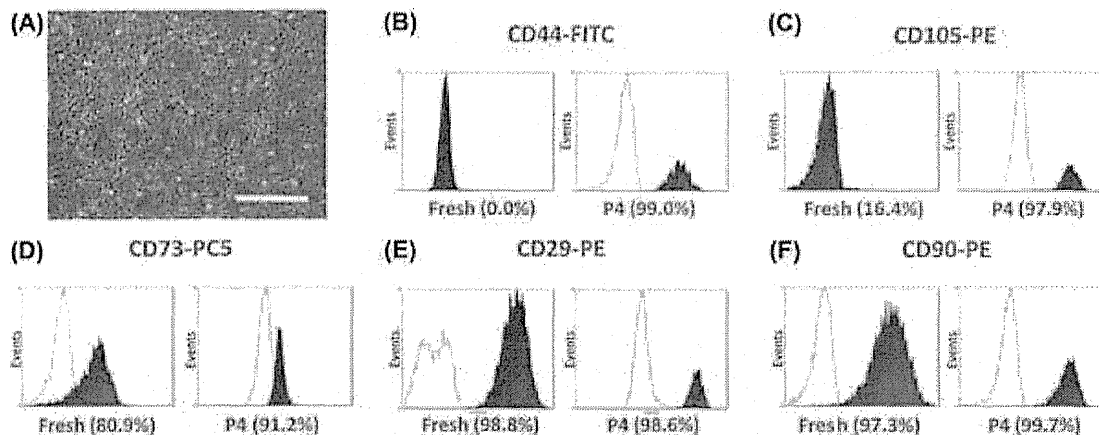 (A)
(B) CD44-FITC
Events
Fresh (0.0%)
Events
P4 (99.0%)
(C) CD105-PE
Events
Fresh (16.4%)
Events
P4 (97.9%)
(D) CD73-PC5
Events
Fresh (80.9%)
Events
P4 (91.2%)
(E) CD29-PE
Events
Fresh (98.8%)
Events
P4 (98.6%)
(F) CD90-PE
Events
Fresh (97.3%)
Events
P4 (99.7%)